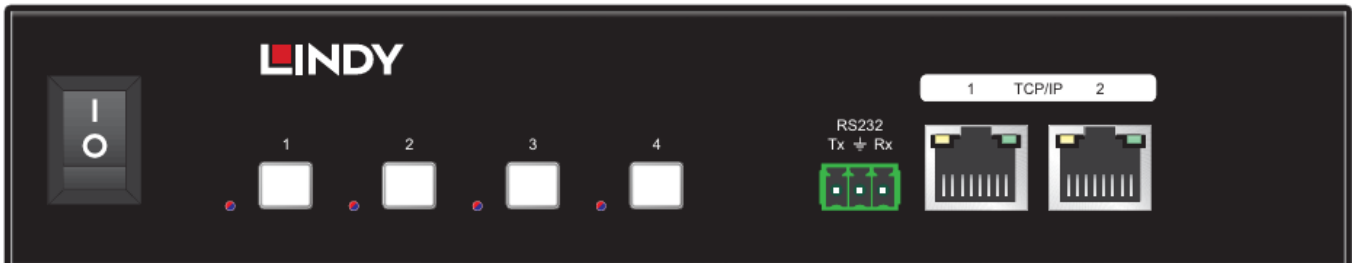 LINDY
I
O
1 2 3 4
RS232
Tx ⏚ Rx
1 TCP/IP 2